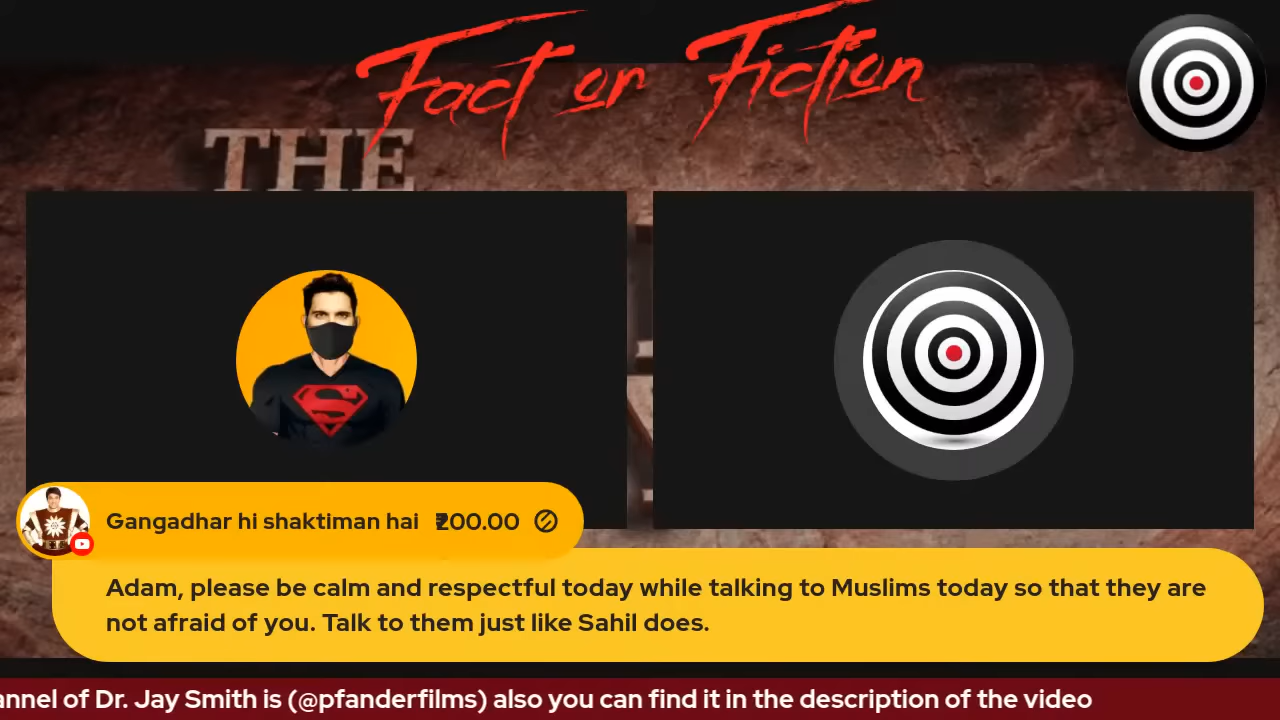 Fact or Fiction
THE
Gangadhar hi shaktiman hai ₹200.00
Adam, please be calm and respectful today while talking to Muslims today so that they are
not afraid of you. Talk to them just like Sahil does.
annel of Dr. Jay Smith is (@pfanderfilms) also you can find it in the description of the video